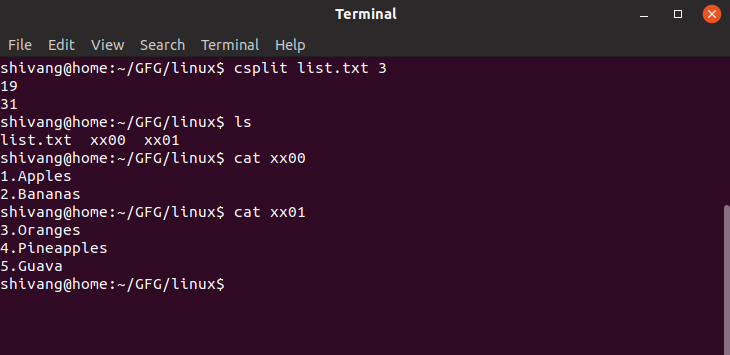 Terminal
File Edit View Search Terminal Help
shivang@home:~/GFG/linux$ csplit list.txt 3
19
31
shivang@home:~/GFG/linux$ ls
list.txt  xx00  xx01
shivang@home:~/GFG/linux$ cat xx00
1.Apples
2.Bananas
shivang@home:~/GFG/linux$ cat xx01
3.Oranges
4.Pineapples
5.Guava
shivang@home:~/GFG/linux$